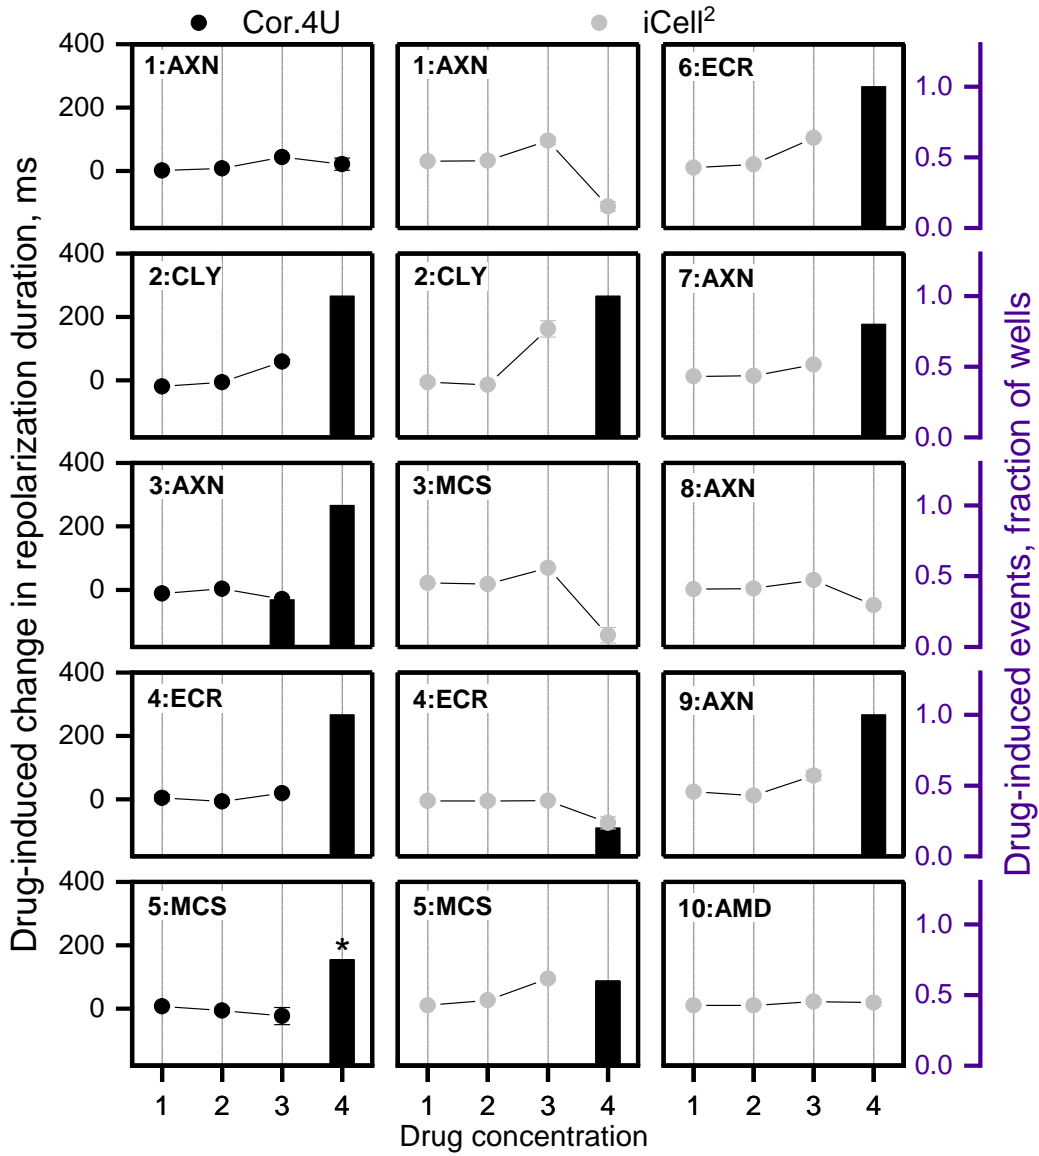 Cor.4U
iCell²
Drug-induced change in repolarization duration, ms
400
200
0
1:AXN
1:AXN
6:ECR
1.0
0.5
0.0
400
200
0
2:CLY
2:CLY
7:AXN
1.0
0.5
0.0
400
200
0
3:AXN
3:MCS
8:AXN
1.0
0.5
0.0
400
200
0
4:ECR
4:ECR
9:AXN
1.0
0.5
0.0
400
200
0
5:MCS
*
5:MCS
10:AMD
1.0
0.5
0.0
Drug-induced events, fraction of wells
1 2 3 4
1 2 3 4
1 2 3 4
Drug concentration